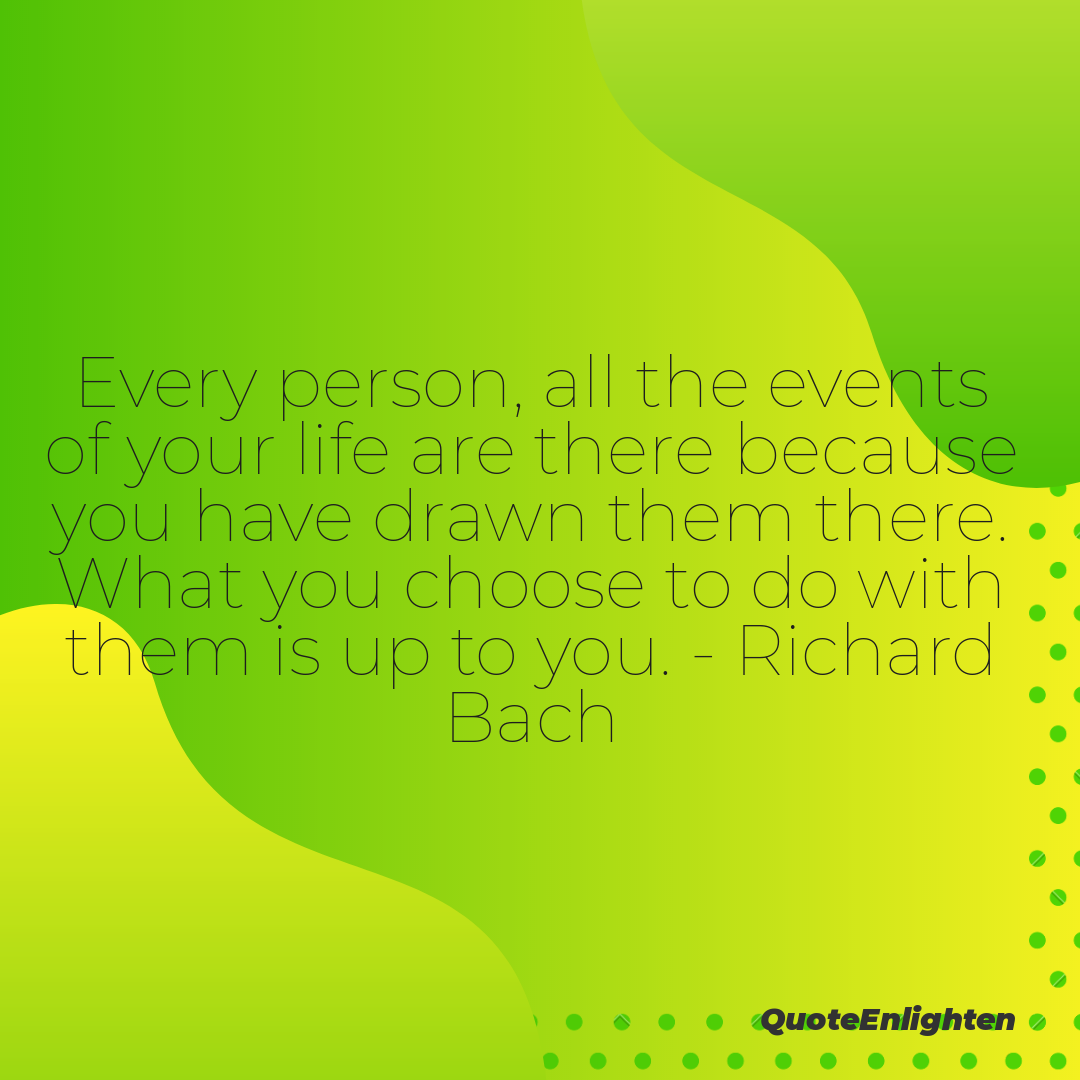 Every person, all the events
of your life are there because
you have drawn them there.
What you choose to do with
them is up to you. - Richard
Bach
QuoteEnlighten